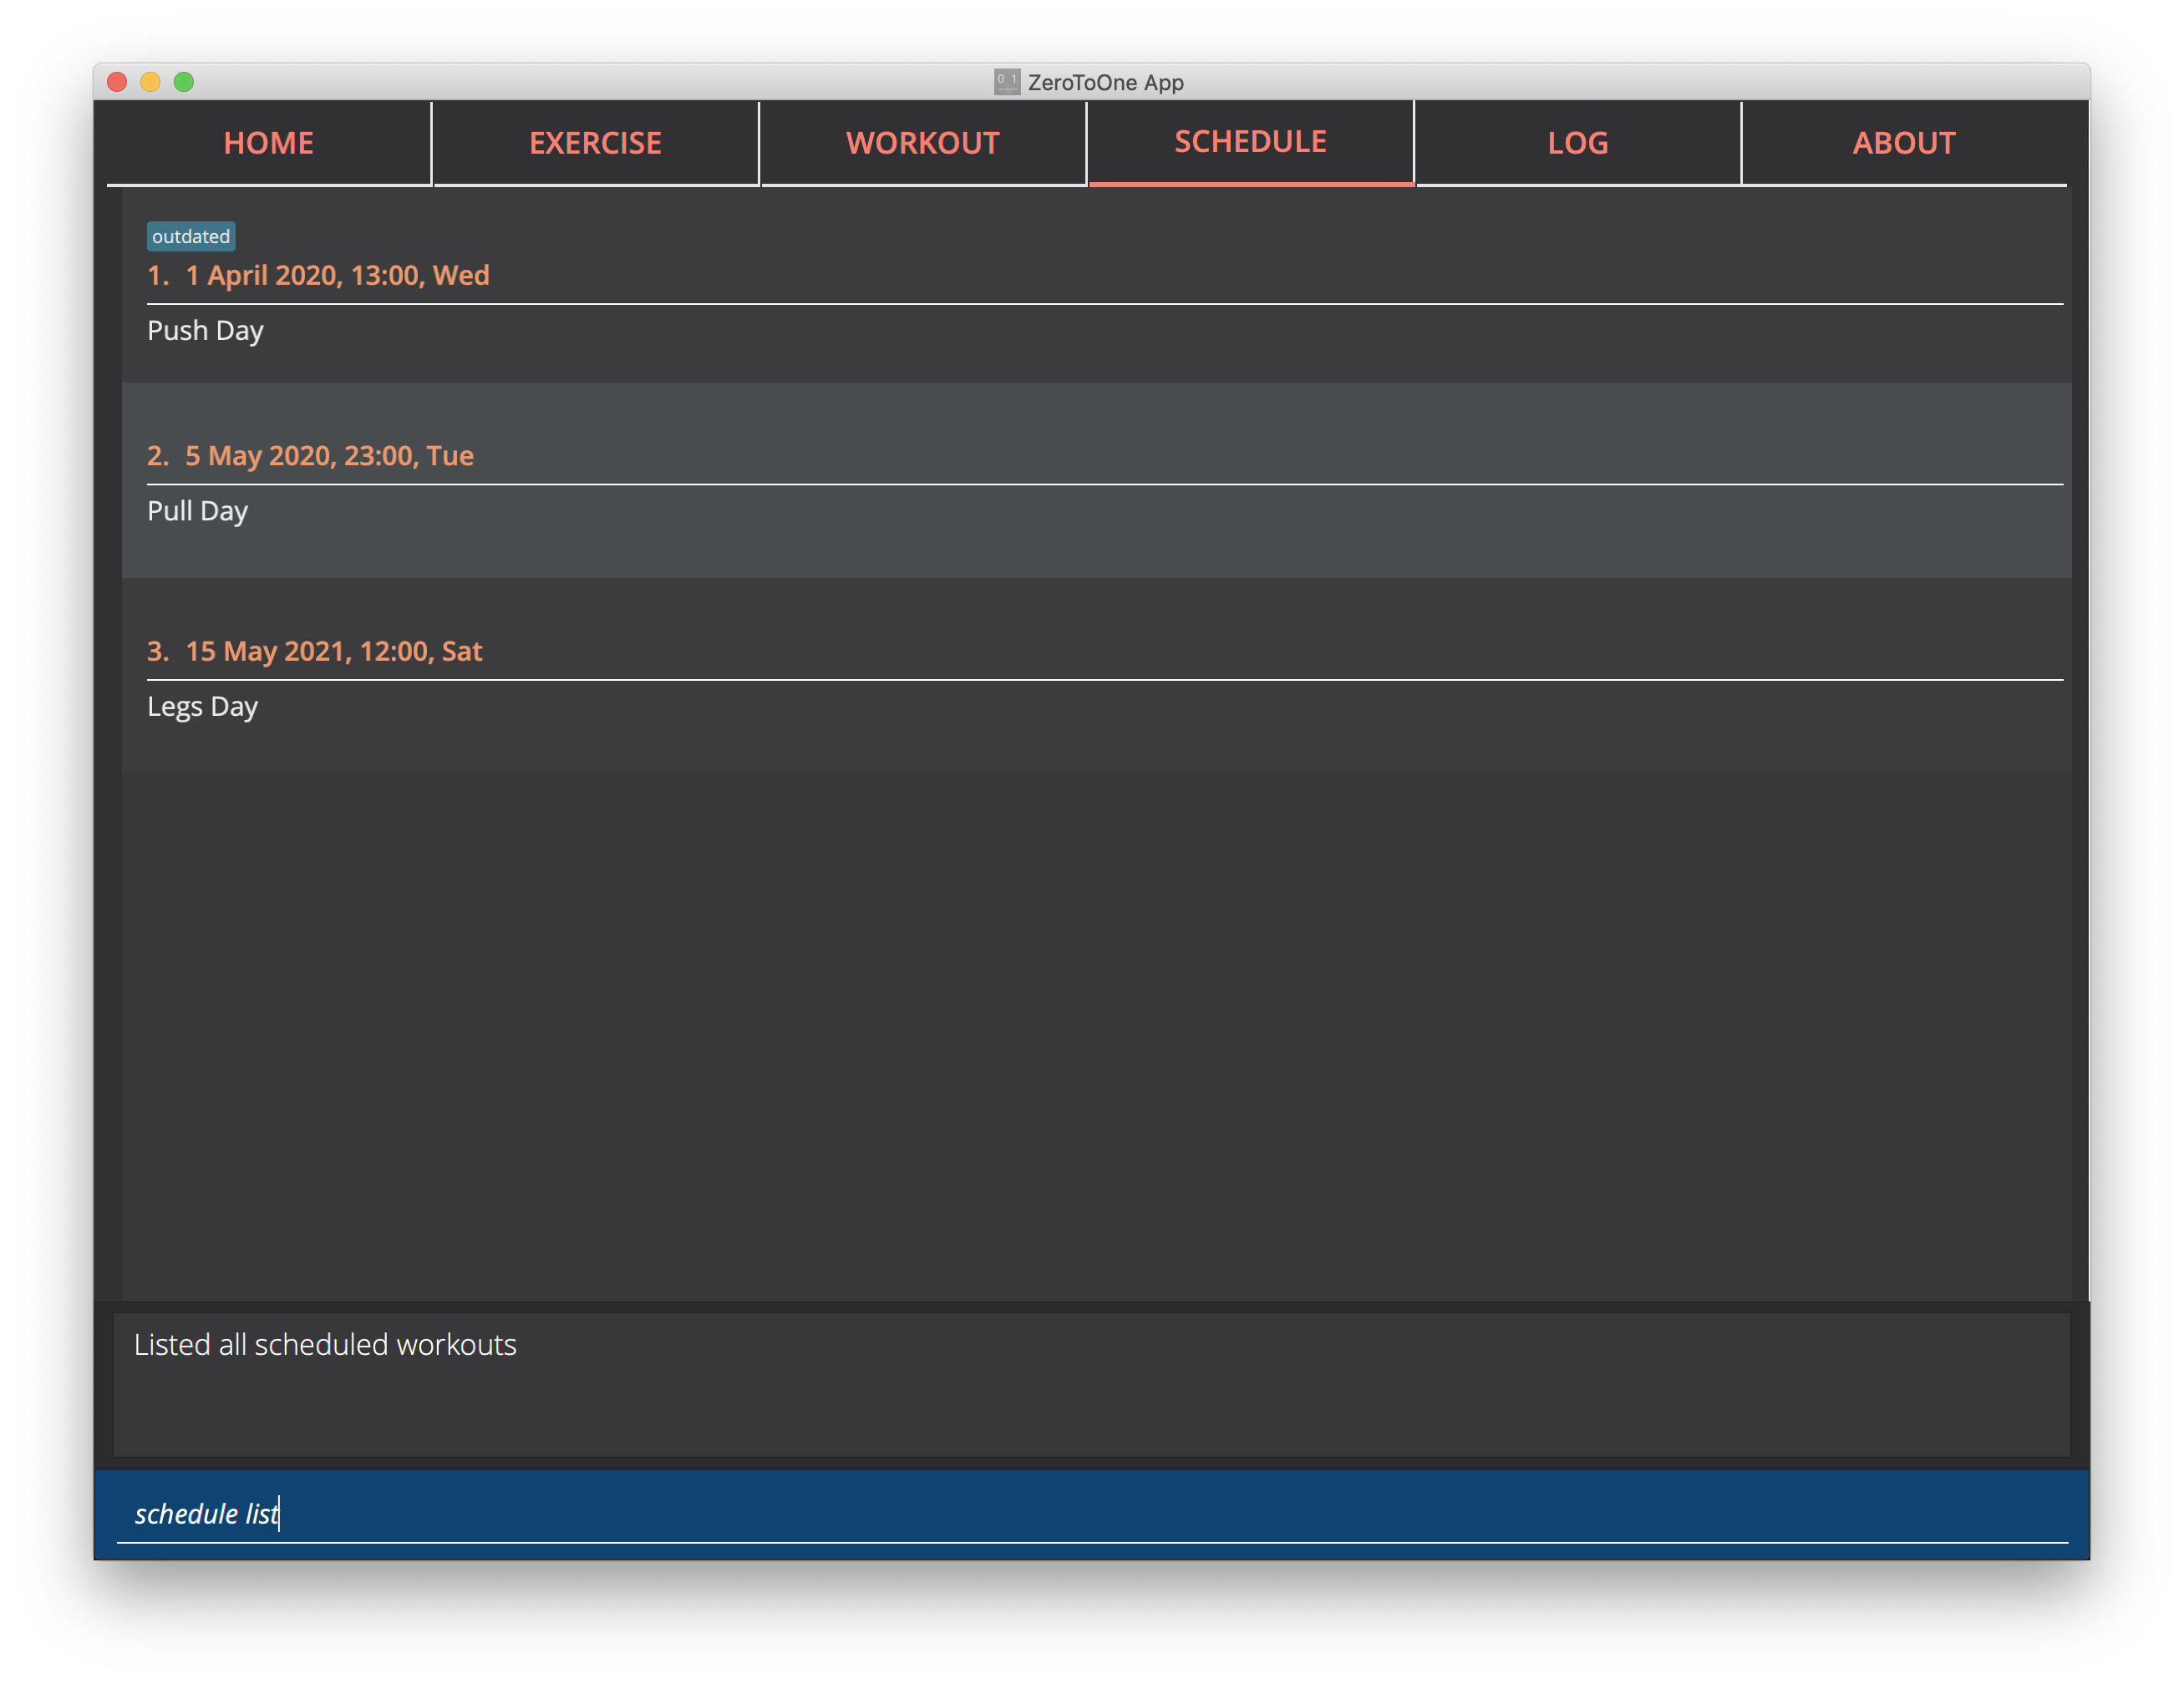 ZeroToOne App
HOME EXERCISE WORKOUT SCHEDULE LOG ABOUT
outdated
1. 1 April 2020, 13:00, Wed
Push Day
2. 5 May 2020, 23:00, Tue
Pull Day
3. 15 May 2021, 12:00, Sat
Legs Day
Listed all scheduled workouts
schedule list